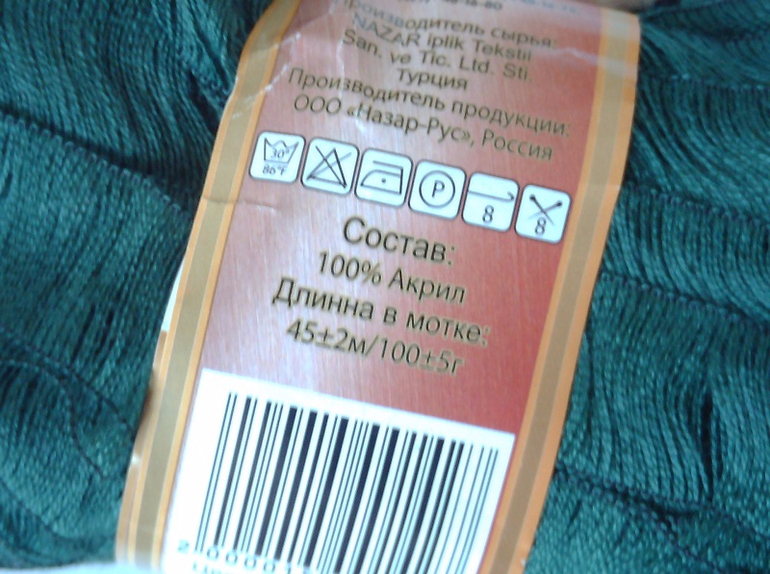 Производитель сырья:
NAZAR iplik Tekstil
San. ve Tic. Ltd. Sti
Турция
Производитель продукции:
ООО «Назар-Рус», Россия
30°
86°F
P
8
8
Состав:
100% Акрил
Длинна в мотке:
45±2м/100±5г